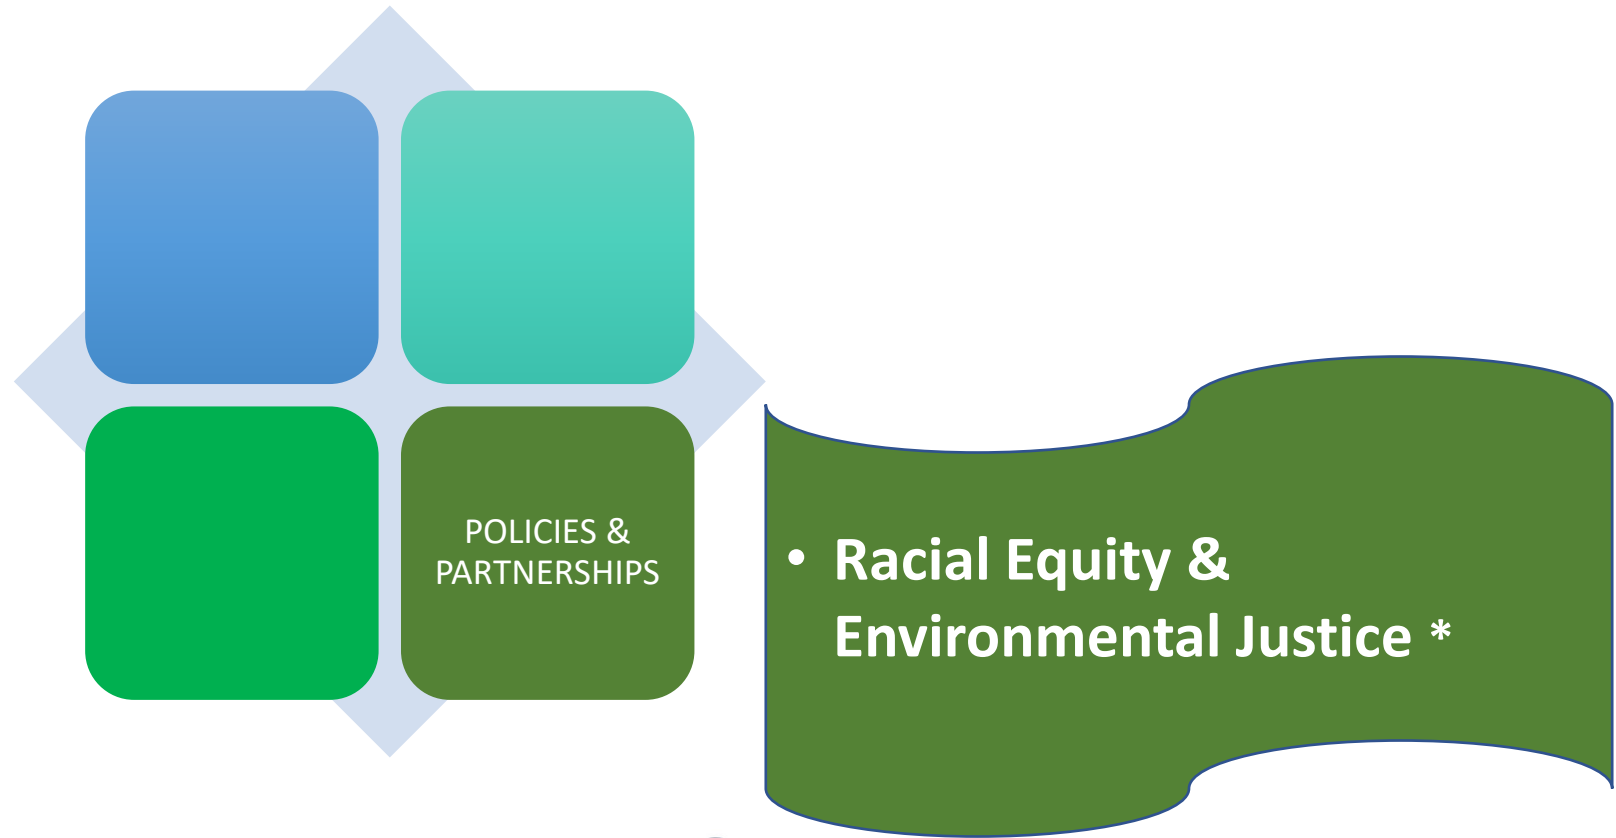 POLICIES &
PARTNERSHIPS
• Racial Equity &
Environmental Justice *